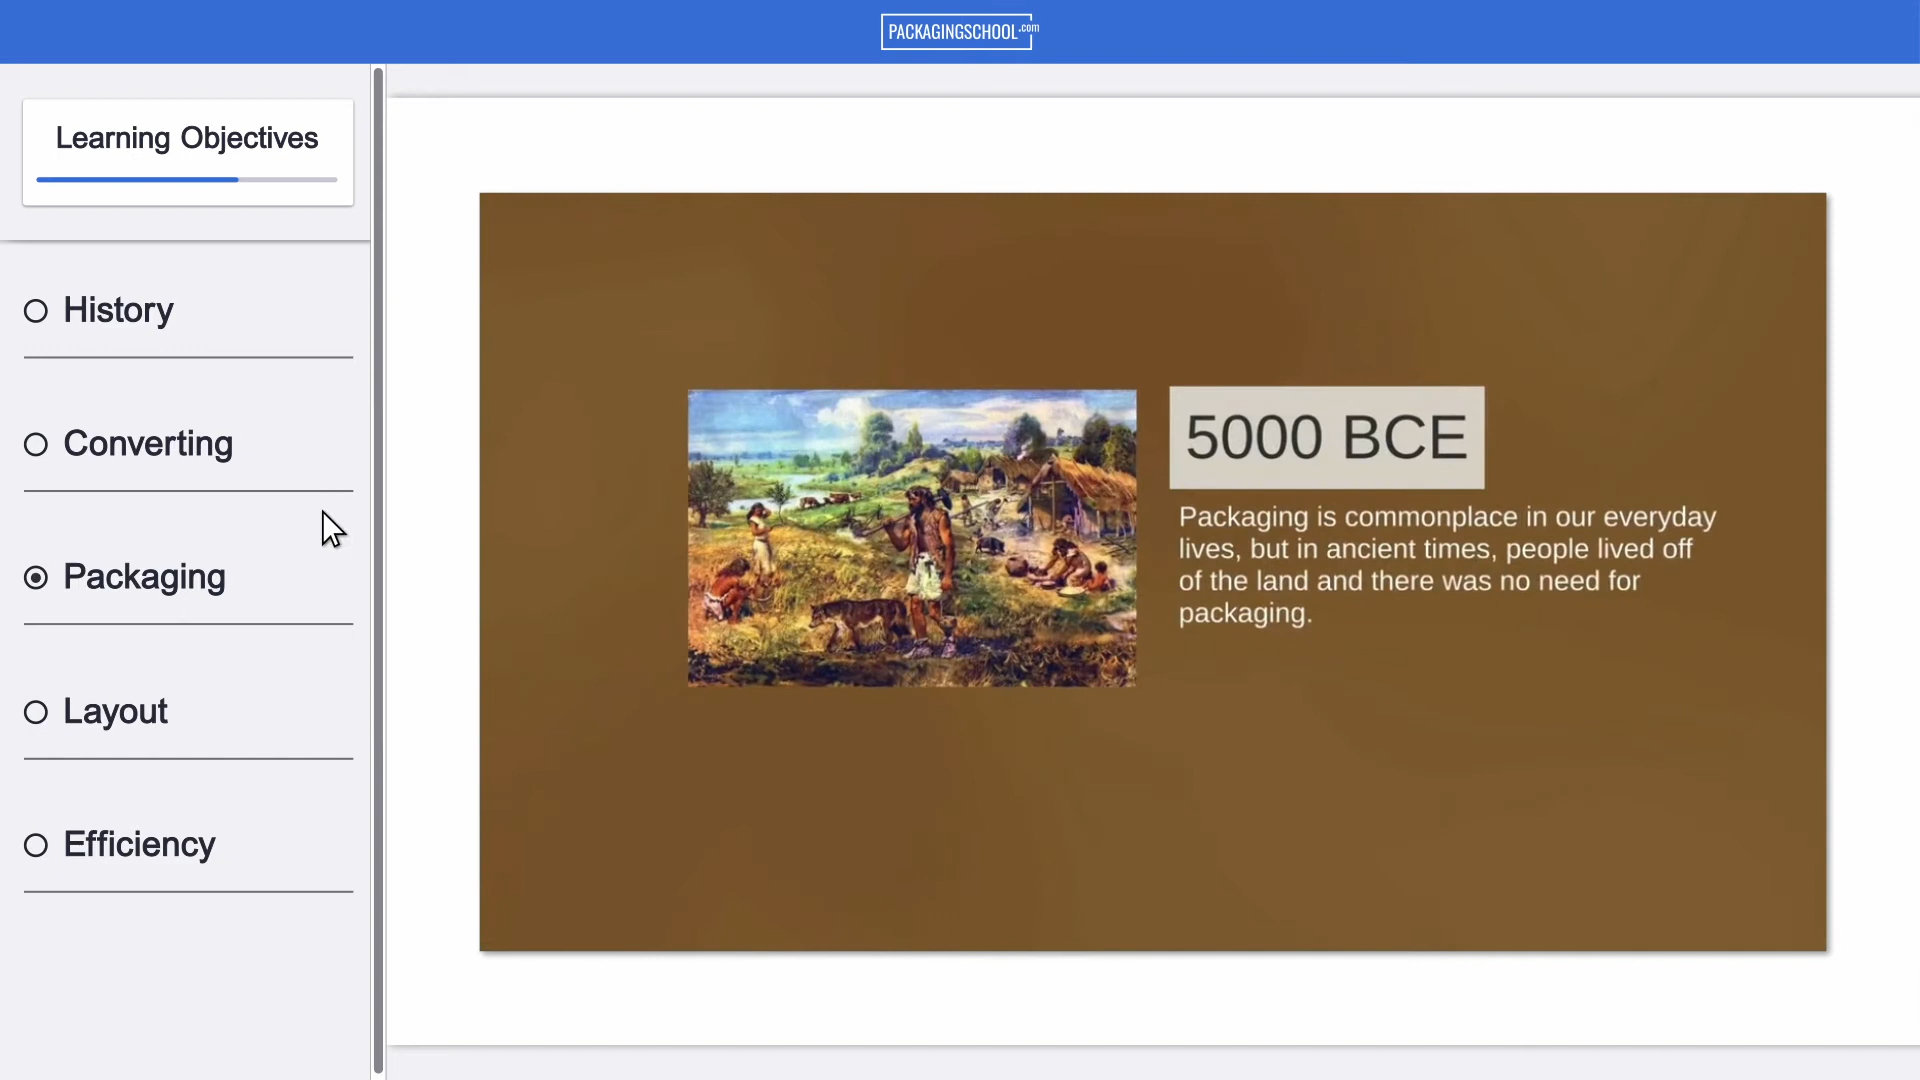 PACKAGINGSCHOOL.com
Learning Objectives
History
Converting
Packaging
Layout
Efficiency
5000 BCE
Packaging is commonplace in our everyday
lives, but in ancient times, people lived off
of the land and there was no need for
packaging.